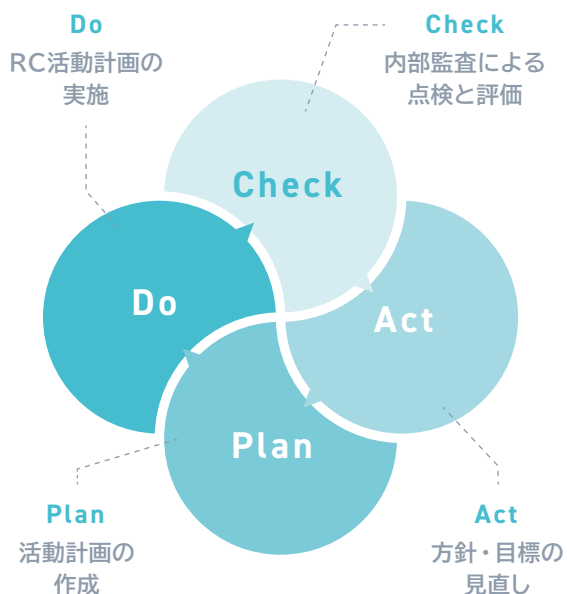 Do
RC活動計画の
実施
Check
内部監査による
点検と評価
Check
Do
Act
Plan
Plan
活動計画の
作成
Act
方針・目標の
見直し